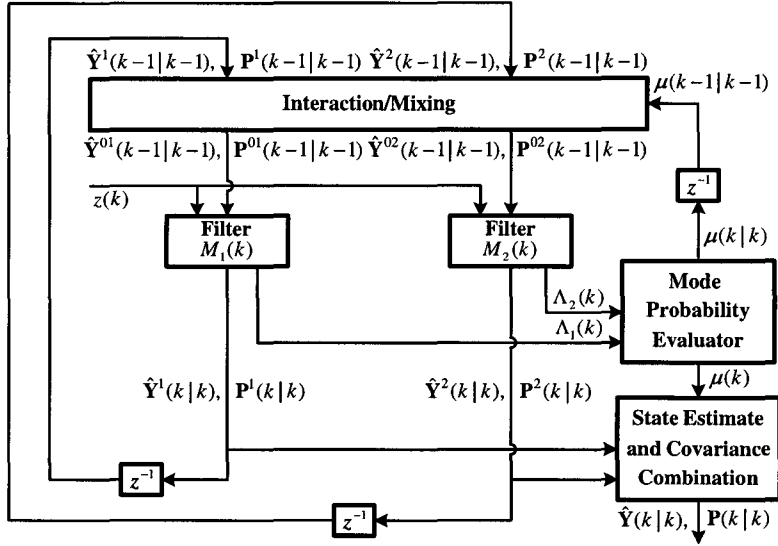 Ŷ¹(k−1|k−1), P¹(k−1|k−1) Ŷ²(k−1|k−1), P²(k−1|k−1)
μ(k−1|k−1)
Interaction/Mixing
Ŷ⁰¹(k−1|k−1), P⁰¹(k−1|k−1) Ŷ⁰²(k−1|k−1), P⁰²(k−1|k−1)
z(k)
z⁻¹
Filter
M₁(k)
Filter
M₂(k)
μ(k|k)
Λ₂(k)
Λ₁(k)
Mode
Probability
Evaluator
μ(k)
Ŷ¹(k|k), P¹(k|k)
Ŷ²(k|k), P²(k|k)
State Estimate
and Covariance
Combination
z⁻¹
z⁻¹
Ŷ(k|k), P(k|k)